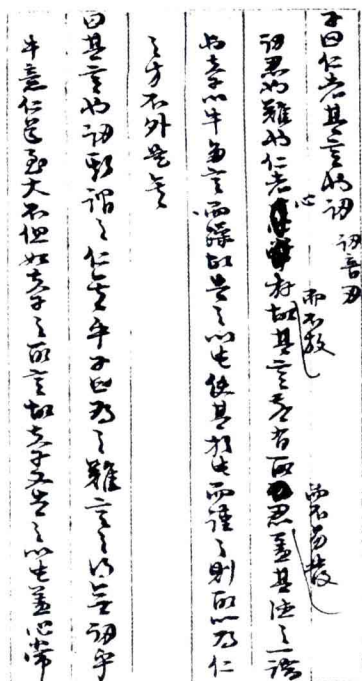 子曰仁者其言也訒 訒音刃
訒忍也難也仁者心存而不放故其言若有所忍而不易發蓋其德之一端
也夫子以牛多言而躁故告之以此使其於此而謹之則所以為仁
之方不外是矣
曰其言也訒斯謂之仁矣乎子曰為之難言之得無訒乎
牛意仁道至大不但如夫子之所言故夫子又告之以此蓋心常